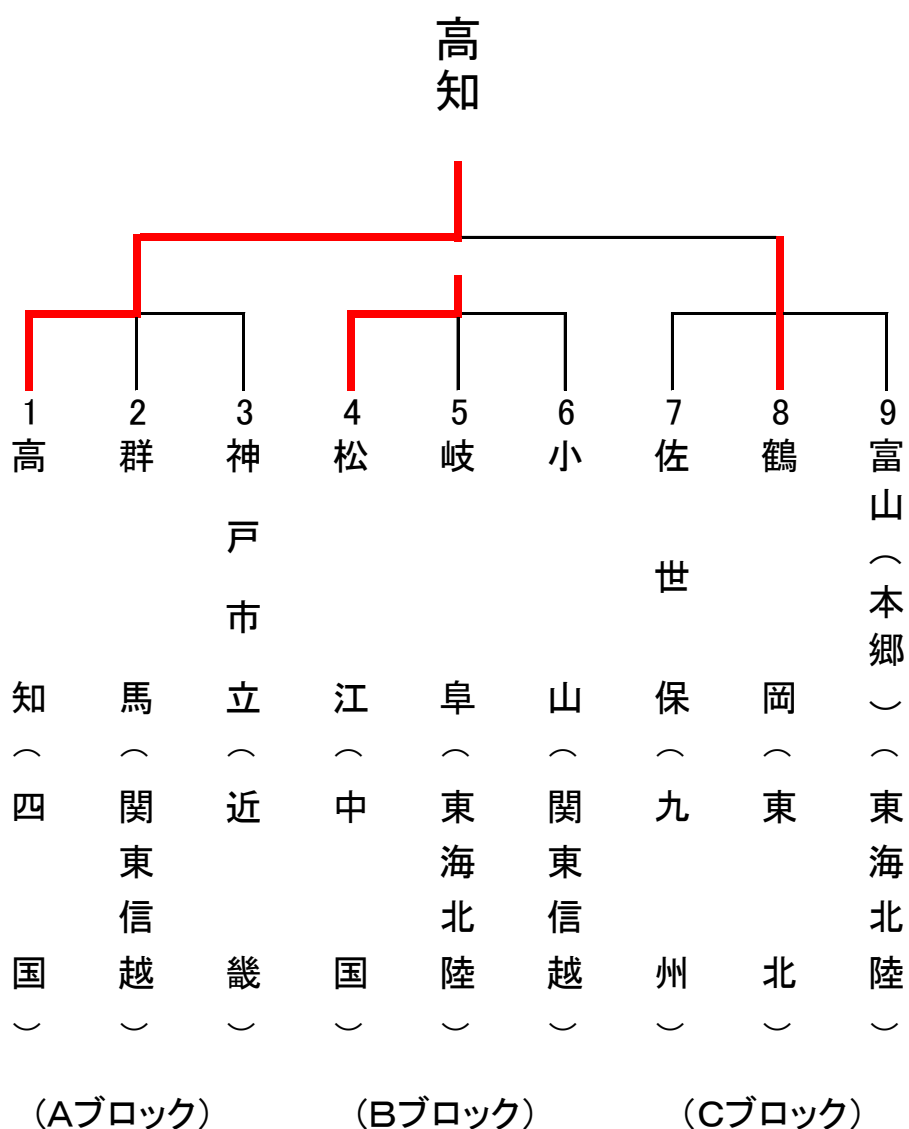 高知
1
高知（四国）
2
群馬（関東信越）
3
神戸市立（近畿）
4
松江（中国）
5
岐阜（東海北陸）
6
小山（関東信越）
7
佐世保（九州）
8
鶴岡（東北）
9
富山（本郷）（東海北陸）
（Aブロック）
（Bブロック）
（Cブロック）